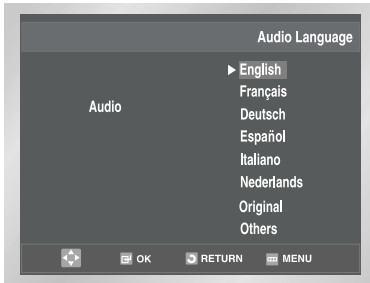 Audio Language
Audio
English
Français
Deutsch
Español
Italiano
Nederlands
Original
Others
OK RETURN MENU